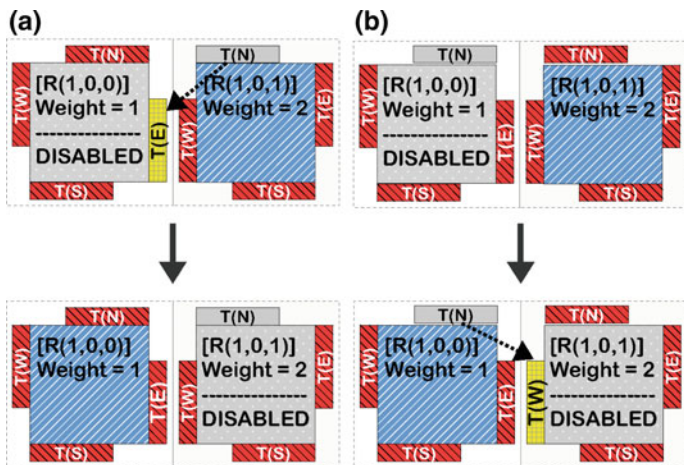 (a)
(b)
T(N)
T(N)
T(W)
[R(1,0,0)]
Weight = 1
--------------
DISABLED
T(E)
T(S)
T(W)
[R(1,0,1)]
Weight = 2
T(E)
T(S)
T(N)
T(N)
T(W)
[R(1,0,0)]
Weight = 1
--------------
DISABLED
T(E)
T(S)
T(W)
[R(1,0,1)]
Weight = 2
T(E)
T(S)
T(N)
T(N)
T(W)
[R(1,0,0)]
Weight = 1
T(E)
T(S)
T(W)
[R(1,0,1)]
Weight = 2
--------------
DISABLED
T(E)
T(S)
T(N)
T(N)
T(W)
[R(1,0,0)]
Weight = 1
T(E)
T(S)
T(W)
[R(1,0,1)]
Weight = 2
--------------
DISABLED
T(E)
T(S)